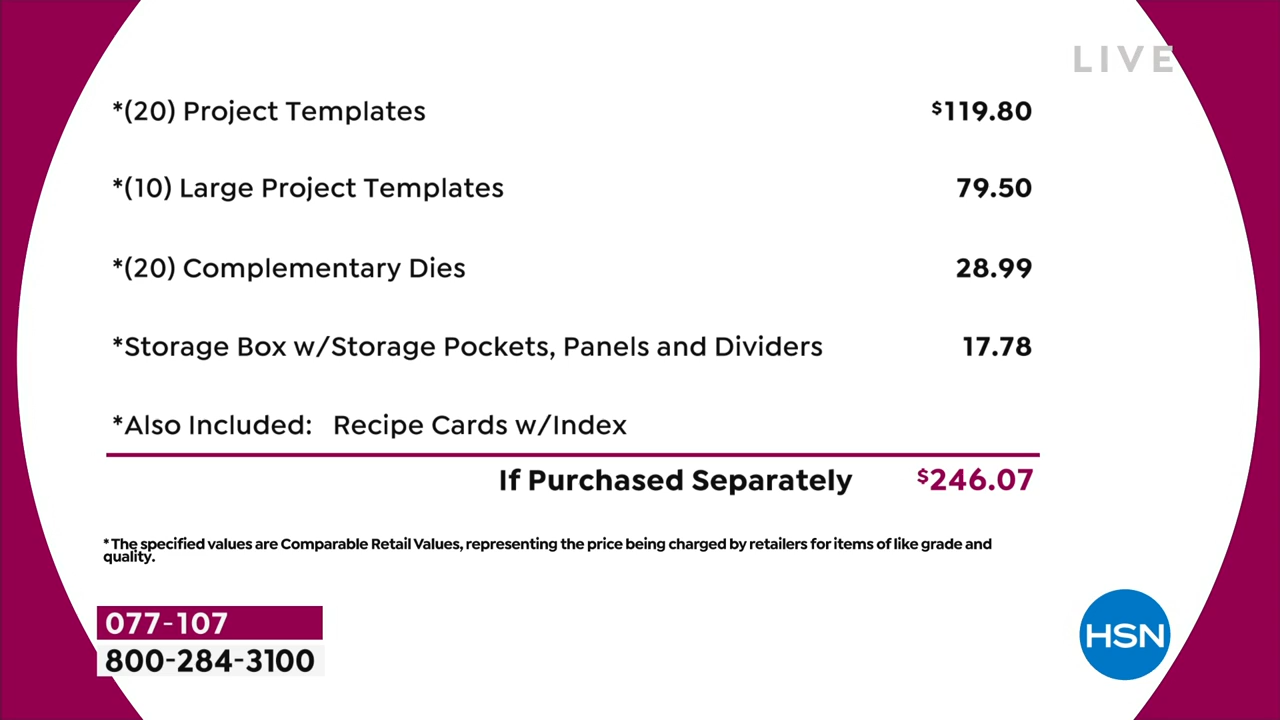 LIVE
*(20) Project Templates $119.80
*(10) Large Project Templates 79.50
*(20) Complementary Dies 28.99
*Storage Box w/Storage Pockets, Panels and Dividers 17.78
*Also Included: Recipe Cards w/Index
If Purchased Separately $246.07
*The specified values are Comparable Retail Values, representing the price being charged by retailers for items of like grade and
quality.
077-107
800-284-3100
HSN